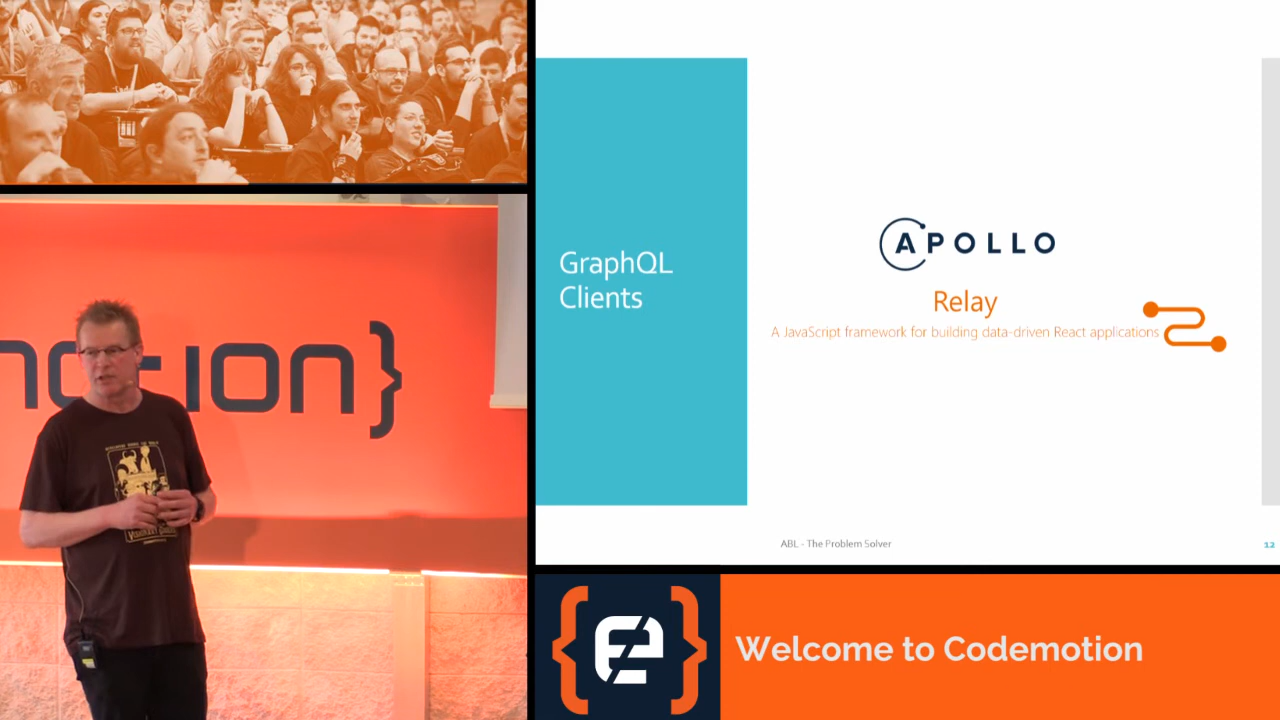 motion}
GraphQL
Clients
APOLLO
Relay
A JavaScript framework for building data-driven React applications
ABL - The Problem Solver
12
Welcome to Codemotion